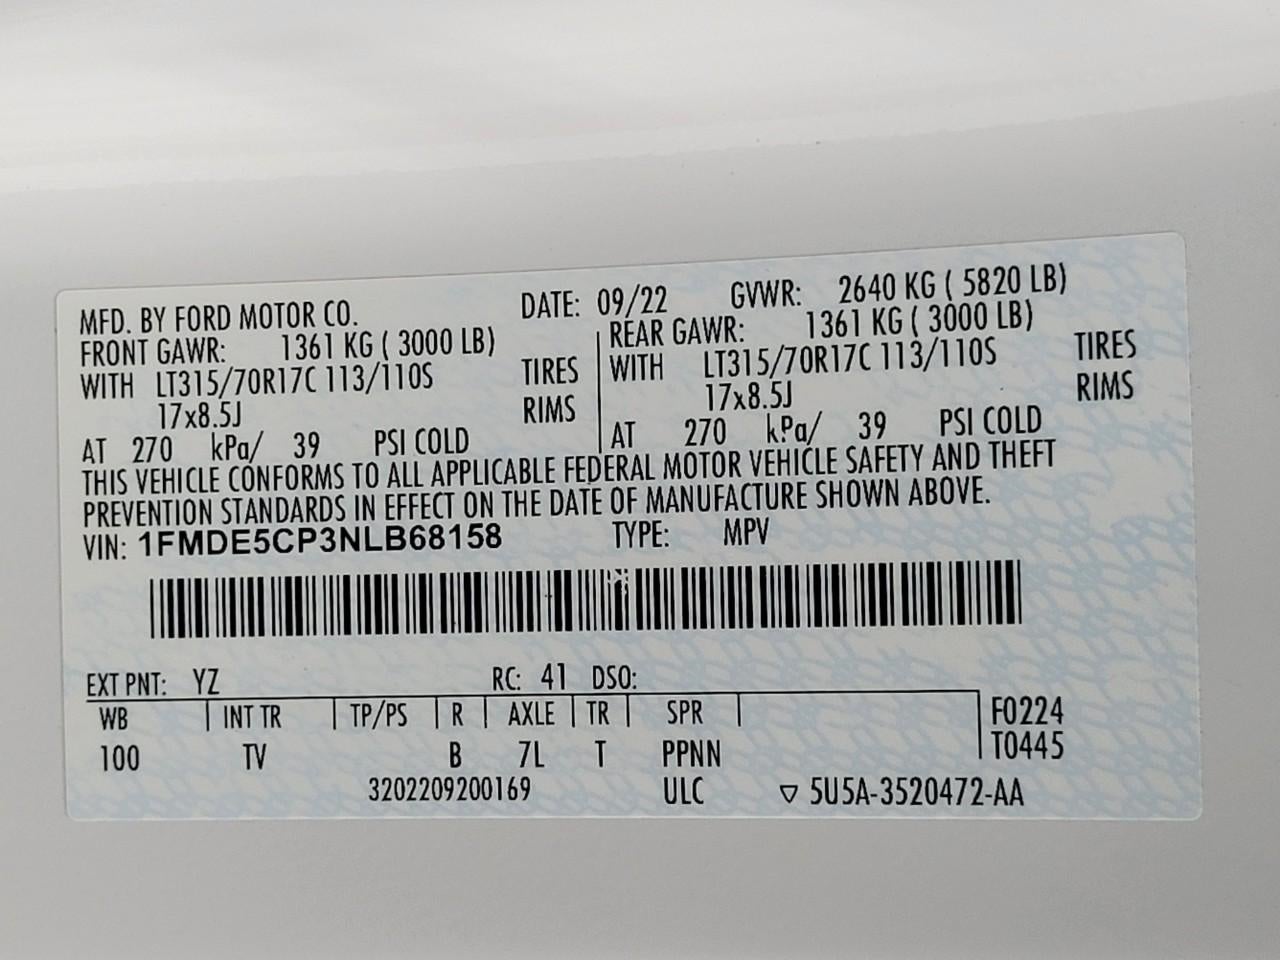 MFD. BY FORD MOTOR CO. DATE: 09/22 GVWR: 2640 KG ( 5820 LB)
FRONT GAWR: 1361 KG ( 3000 LB) REAR GAWR: 1361 KG ( 3000 LB)
WITH LT315/70R17C 113/110S TIRES WITH LT315/70R17C 113/110S TIRES
17x8.5J RIMS 17x8.5J RIMS
AT 270 kPa/ 39 PSI COLD AT 270 kPa/ 39 PSI COLD
THIS VEHICLE CONFORMS TO ALL APPLICABLE FEDERAL MOTOR VEHICLE SAFETY AND THEFT
PREVENTION STANDARDS IN EFFECT ON THE DATE OF MANUFACTURE SHOWN ABOVE.
VIN: 1FMDE5CP3NLB68158 TYPE: MPV
EXT PNT: YZ RC: 41 DSO:
WB INT TR TP/PS R AXLE TR SPR F0224
100 TV B 7L T PPNN T0445
3202209200169 ULC ▽ 5U5A-3520472-AA